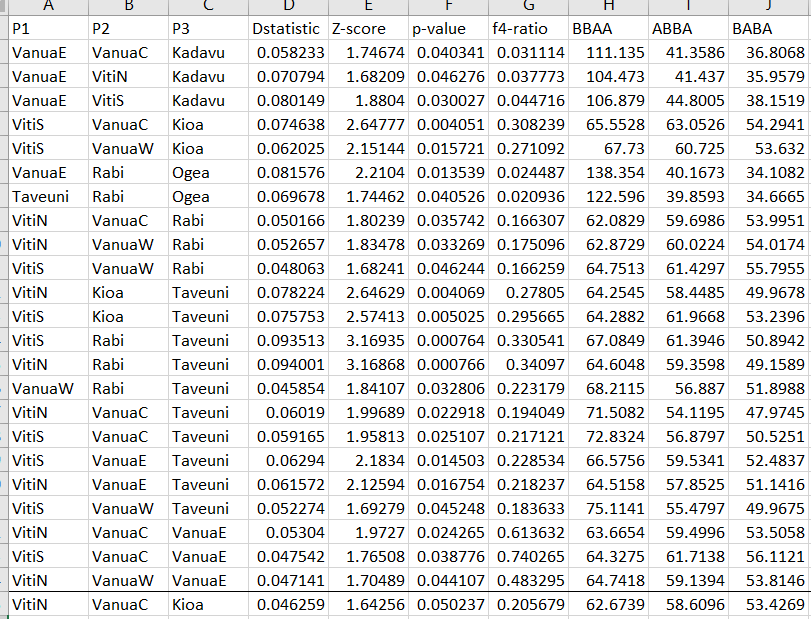 A B C D E F G H I J
P1 P2 P3 Dstatistic Z-score p-value f4-ratio BBAA ABBA BABA
VanuaE VanuaC Kadavu 0.058233 1.74674 0.040341 0.031114 111.135 41.3586 36.8068
VanuaE VitiN Kadavu 0.070794 1.68209 0.046276 0.037773 104.473 41.437 35.9579
VanuaE VitiS Kadavu 0.080149 1.8804 0.030027 0.044716 106.879 44.8005 38.1519
VitiS VanuaC Kioa 0.074638 2.64777 0.004051 0.308239 65.5528 63.0526 54.2941
VitiS VanuaW Kioa 0.062025 2.15144 0.015721 0.271092 67.73 60.725 53.632
VanuaE Rabi Ogea 0.081576 2.2104 0.013539 0.024487 138.354 40.1673 34.1082
Taveuni Rabi Ogea 0.069678 1.74462 0.040526 0.020936 122.596 39.8593 34.6665
VitiN VanuaC Rabi 0.050166 1.80239 0.035742 0.166307 62.0829 59.6986 53.9951
VitiN VanuaW Rabi 0.052657 1.83478 0.033269 0.175096 62.8729 60.0224 54.0174
VitiS VanuaW Rabi 0.048063 1.68241 0.046244 0.166259 64.7513 61.4297 55.7955
VitiN Kioa Taveuni 0.078224 2.64629 0.004069 0.27805 64.2545 58.4485 49.9678
VitiS Kioa Taveuni 0.075753 2.57413 0.005025 0.295665 64.2882 61.9668 53.2396
VitiS Rabi Taveuni 0.093513 3.16935 0.000764 0.330541 67.0849 61.3946 50.8942
VitiN Rabi Taveuni 0.094001 3.16868 0.000766 0.34097 64.6048 59.3598 49.1589
VanuaW Rabi Taveuni 0.045854 1.84107 0.032806 0.223179 68.2115 56.887 51.8988
VitiN VanuaC Taveuni 0.06019 1.99689 0.022918 0.194049 71.5082 54.1195 47.9745
VitiS VanuaC Taveuni 0.059165 1.95813 0.025107 0.217121 72.8324 56.8797 50.5251
VitiS VanuaE Taveuni 0.06294 2.1834 0.014503 0.228534 66.5756 59.5341 52.4837
VitiN VanuaE Taveuni 0.061572 2.12594 0.016754 0.218237 64.5158 57.8525 51.1416
VitiS VanuaW Taveuni 0.052274 1.69279 0.045248 0.183633 75.1141 55.4797 49.9675
VitiN VanuaC VanuaE 0.05304 1.9727 0.024265 0.613632 63.6654 59.4996 53.5058
VitiS VanuaC VanuaE 0.047542 1.76508 0.038776 0.740265 64.3275 61.7138 56.1121
VitiN VanuaW VanuaE 0.047141 1.70489 0.044107 0.483295 64.7418 59.1394 53.8146
VitiN VanuaC Kioa 0.046259 1.64256 0.050237 0.205679 62.6739 58.6096 53.4269